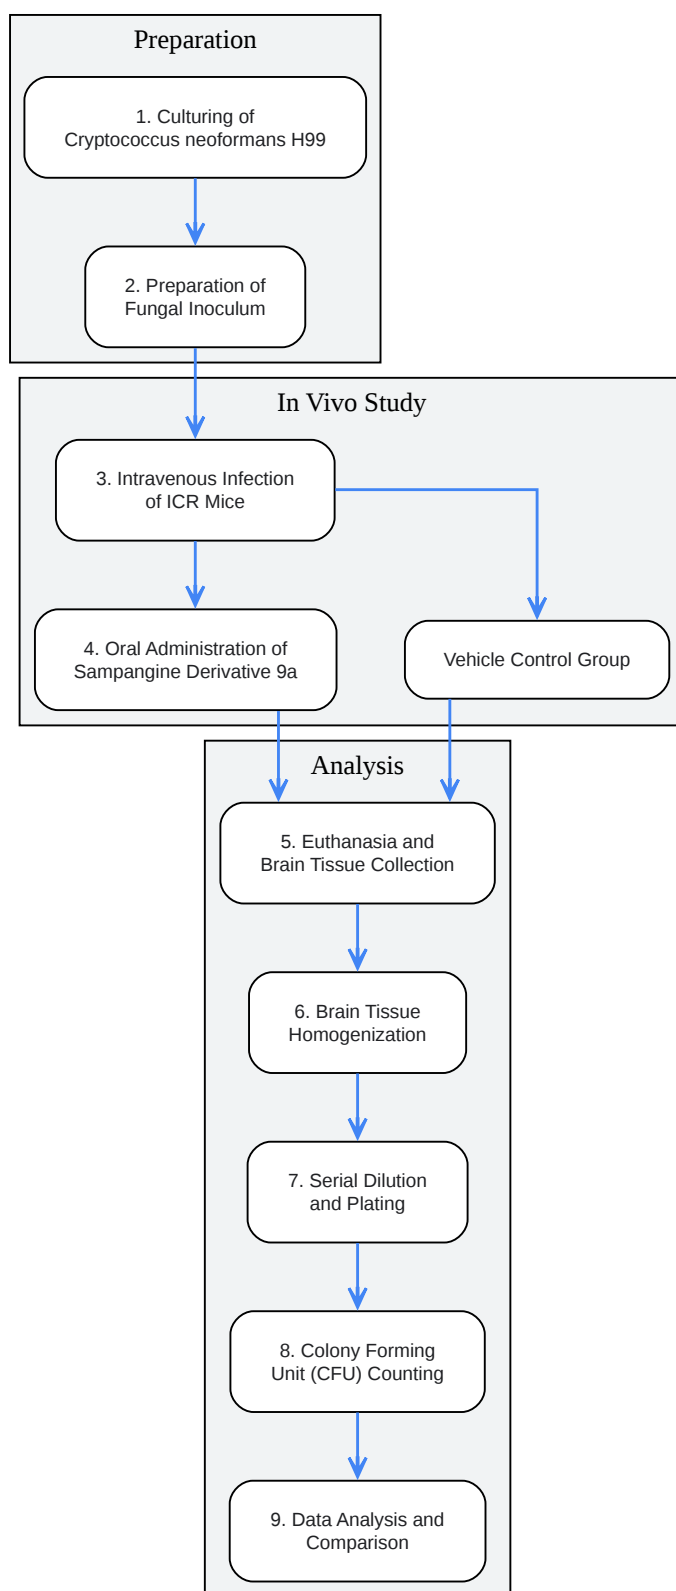 Preparation
1. Culturing of
Cryptococcus neoformans H99
2. Preparation of
Fungal Inoculum
In Vivo Study
3. Intravenous Infection
of ICR Mice
4. Oral Administration of
Sampangine Derivative 9a
Vehicle Control Group
Analysis
5. Euthanasia and
Brain Tissue Collection
6. Brain Tissue
Homogenization
7. Serial Dilution
and Plating
8. Colony Forming
Unit (CFU) Counting
9. Data Analysis and
Comparison